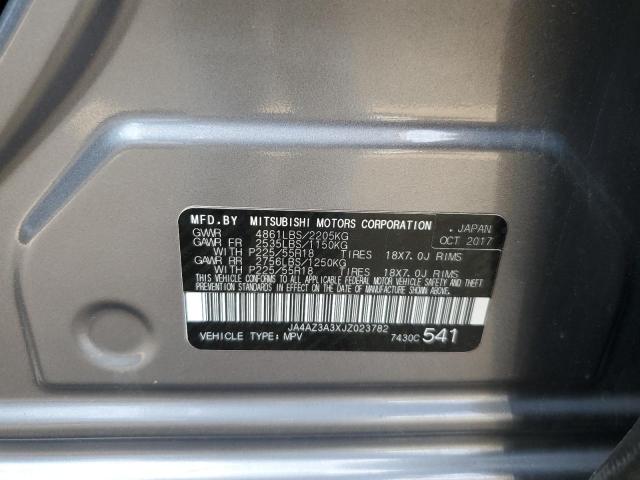 MFD.BY MITSUBISHI MOTORS CORPORATION . JAPAN
GVWR 4861LBS/2205KG OCT 2017
GAWR FR 2535LBS/1150KG
WITH P225/55R18 TIRES 18X7.0J RIMS
GAWR RR 2756LBS/1250KG
WITH P225/55R18 TIRES 18X7.0J RIMS
THIS VEHICLE CONFORMS TO ALL APPLICABLE FEDERAL MOTOR VEHICLE SAFETY AND THEFT
PREVENTION STANDARDS IN EFFECT ON THE DATE OF MANUFACTURE SHOWN ABOVE.
JA4AZ3A3XJZ023782
VEHICLE TYPE: MPV 7430C 541